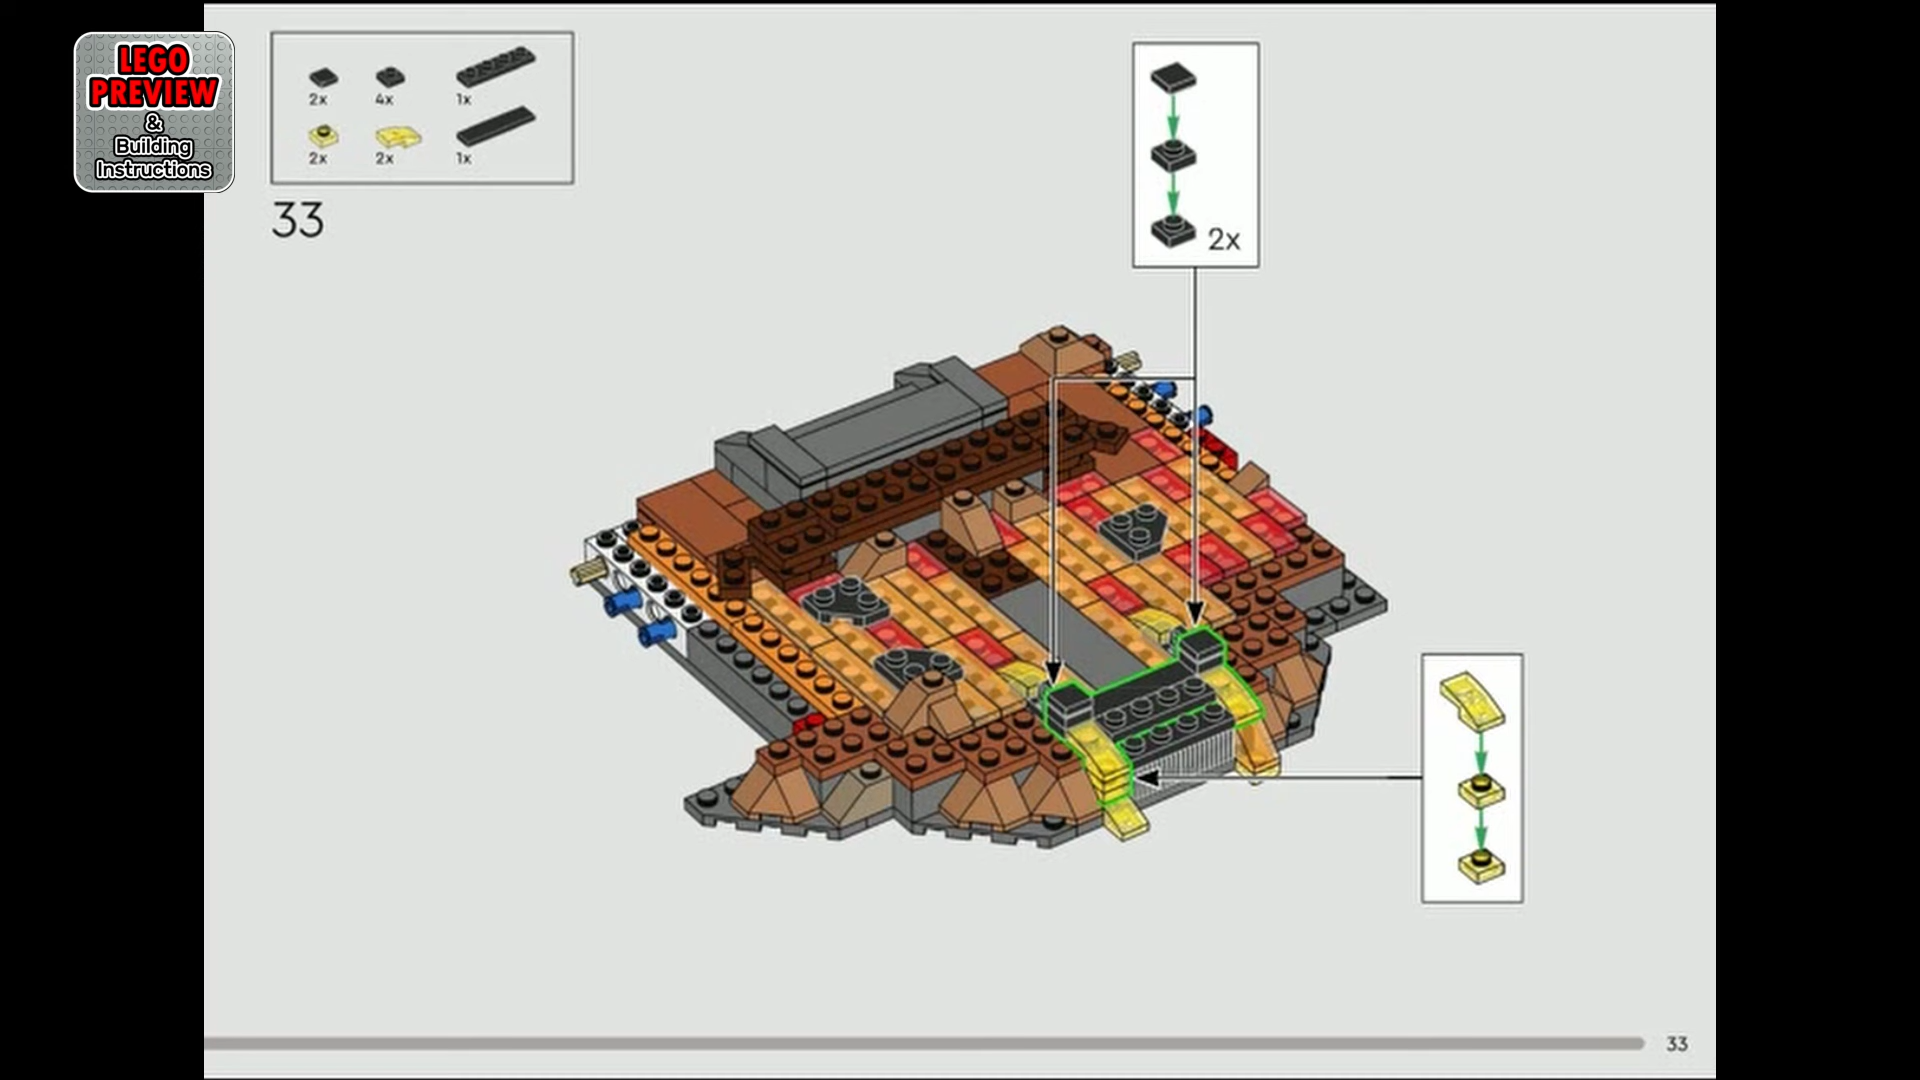 LEGO
PREVIEW
&
Building
Instructions
2x 4x 1x
2x 2x 1x
33
2x
33